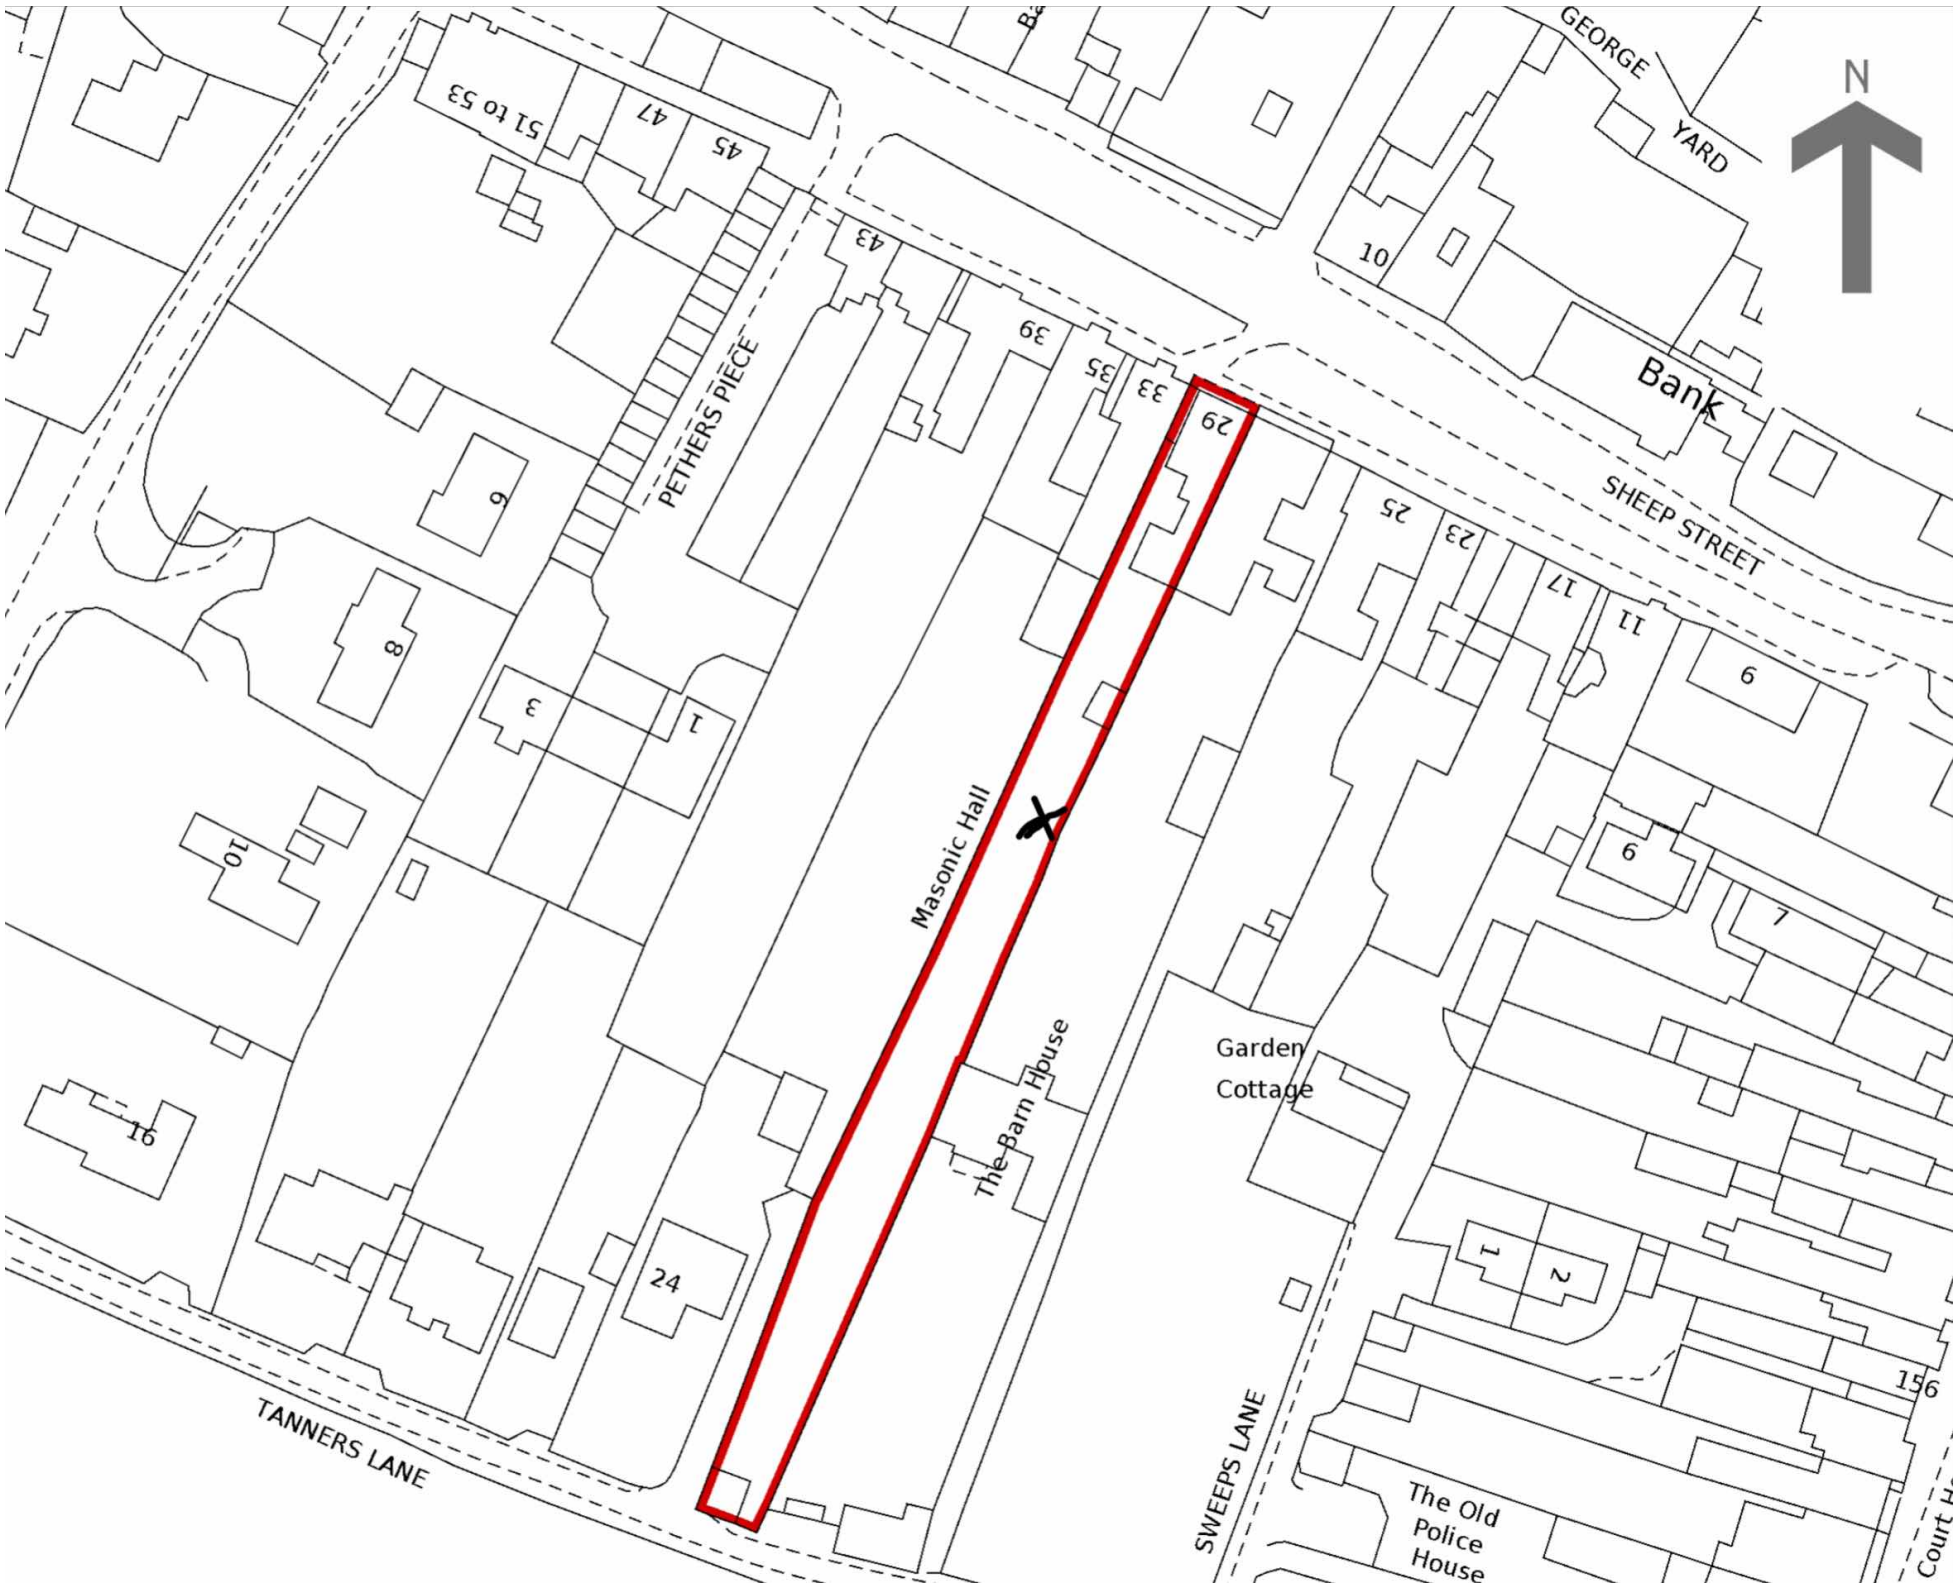 Ba
GEORGE
YARD
N
51 to 53
47
45
43
10
39
35
33
29
Bank
PETHERS PIECE
SHEEP STREET
25
23
17
11
6
9
8
3
1
6
7
10
Masonic Hall
Garden
Cottage
The Barn House
16
24
1
2
156
TANNERS LANE
SWEEPS LANE
The Old
Police
House
Court H